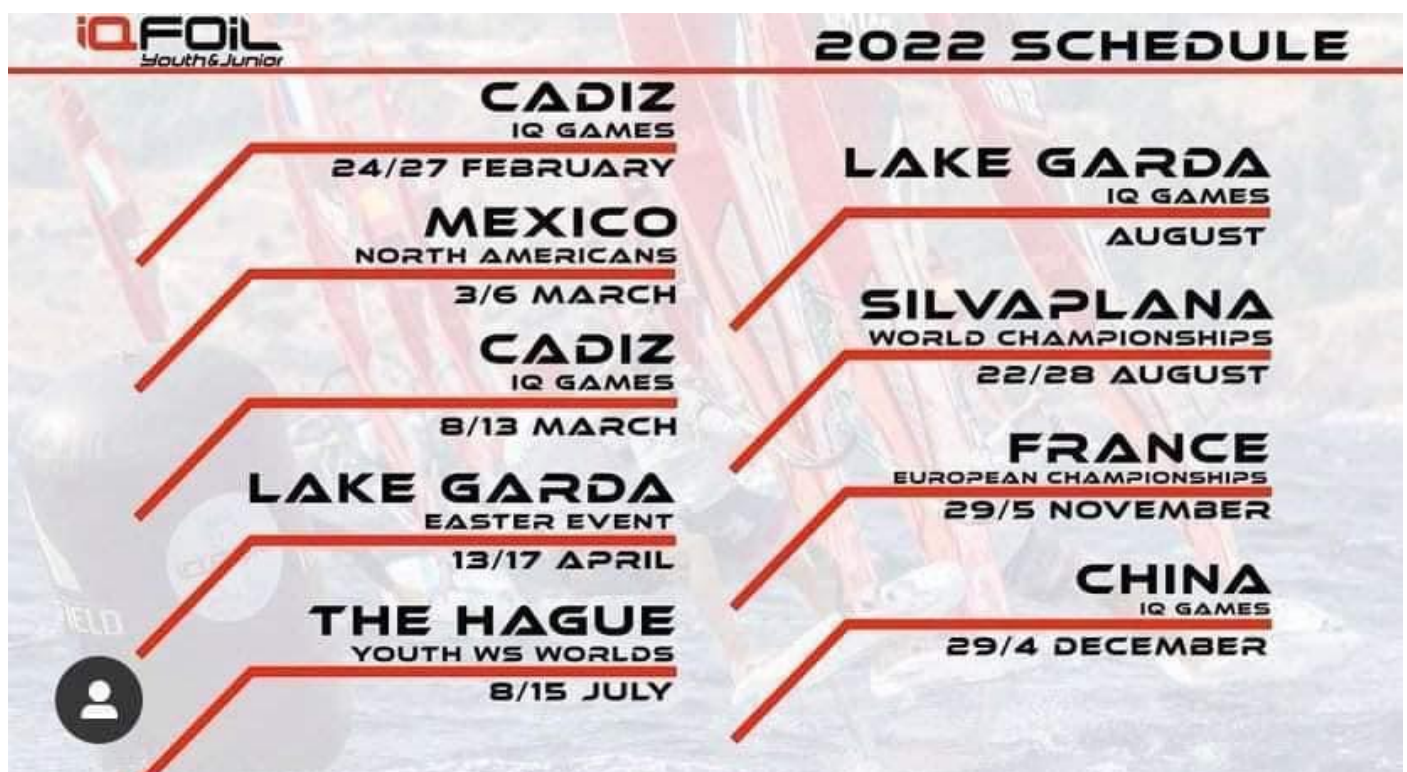 iQFOiL
Youth&Junior
2022 SCHEDULE
CADIZ
IQ GAMES
24/27 FEBRUARY
MEXICO
NORTH AMERICANS
3/6 MARCH
CADIZ
IQ GAMES
8/13 MARCH
LAKE GARDA
EASTER EVENT
13/17 APRIL
THE HAGUE
YOUTH WS WORLDS
8/15 JULY
LAKE GARDA
IQ GAMES
AUGUST
SILVAPLANA
WORLD CHAMPIONSHIPS
22/28 AUGUST
FRANCE
EUROPEAN CHAMPIONSHIPS
29/5 NOVEMBER
CHINA
IQ GAMES
29/4 DECEMBER